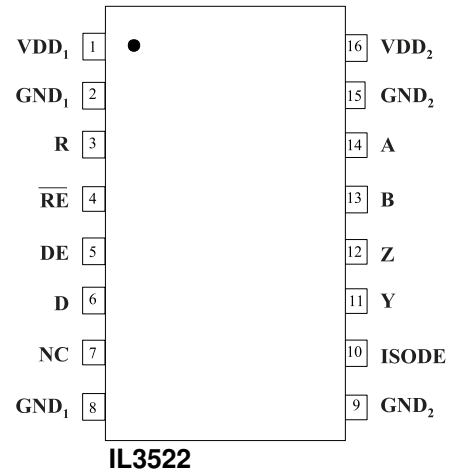 VDD₁ 1 16 VDD₂
GND₁ 2 15 GND₂
R 3 14 A
R̅E̅ 4 13 B
DE 5 12 Z
D 6 11 Y
NC 7 10 ISODE
GND₁ 8 9 GND₂
IL3522